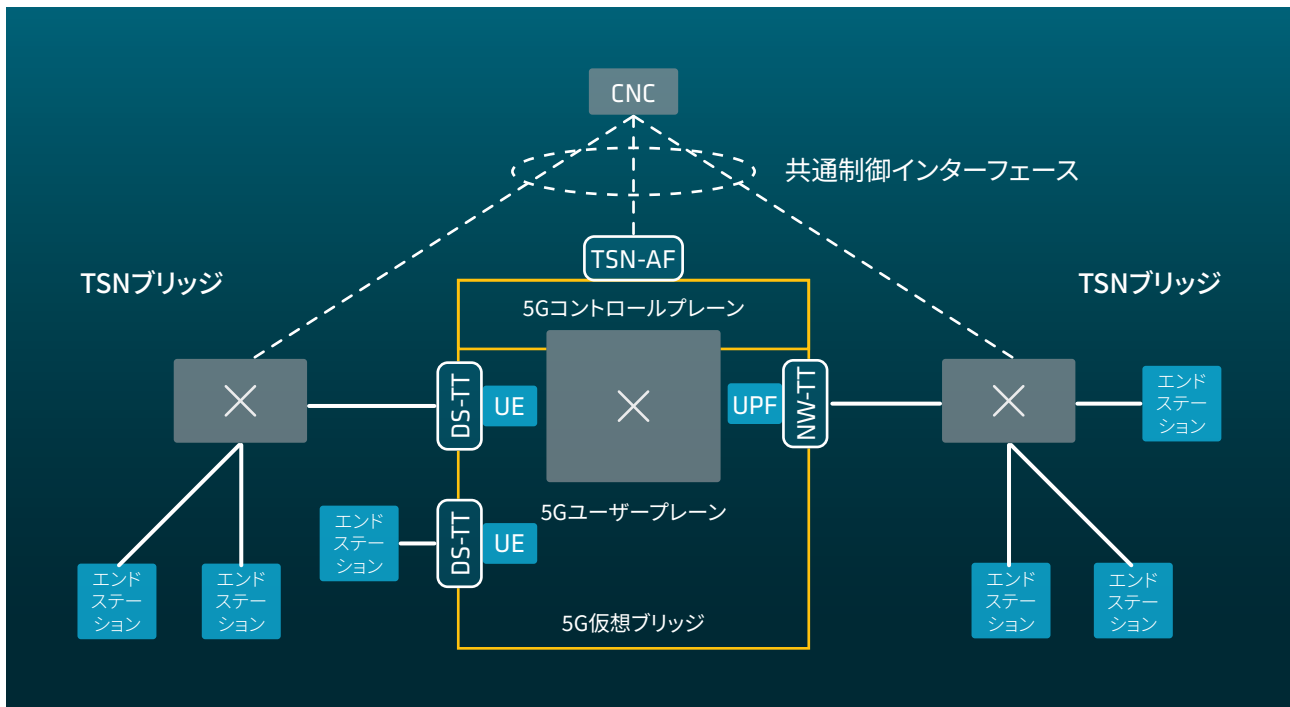 CNC
共通制御インターフェース
TSN-AF
TSNブリッジ
TSNブリッジ
5Gコントロールプレーン
DS-TT
UE
UPF
NW-TT
エンド
ステー
ション
5Gユーザープレーン
エンド
ステー
ション
DS-TT
UE
エンド
ステー
ション
エンド
ステー
ション
5G仮想ブリッジ
エンド
ステー
ション
エンド
ステー
ション